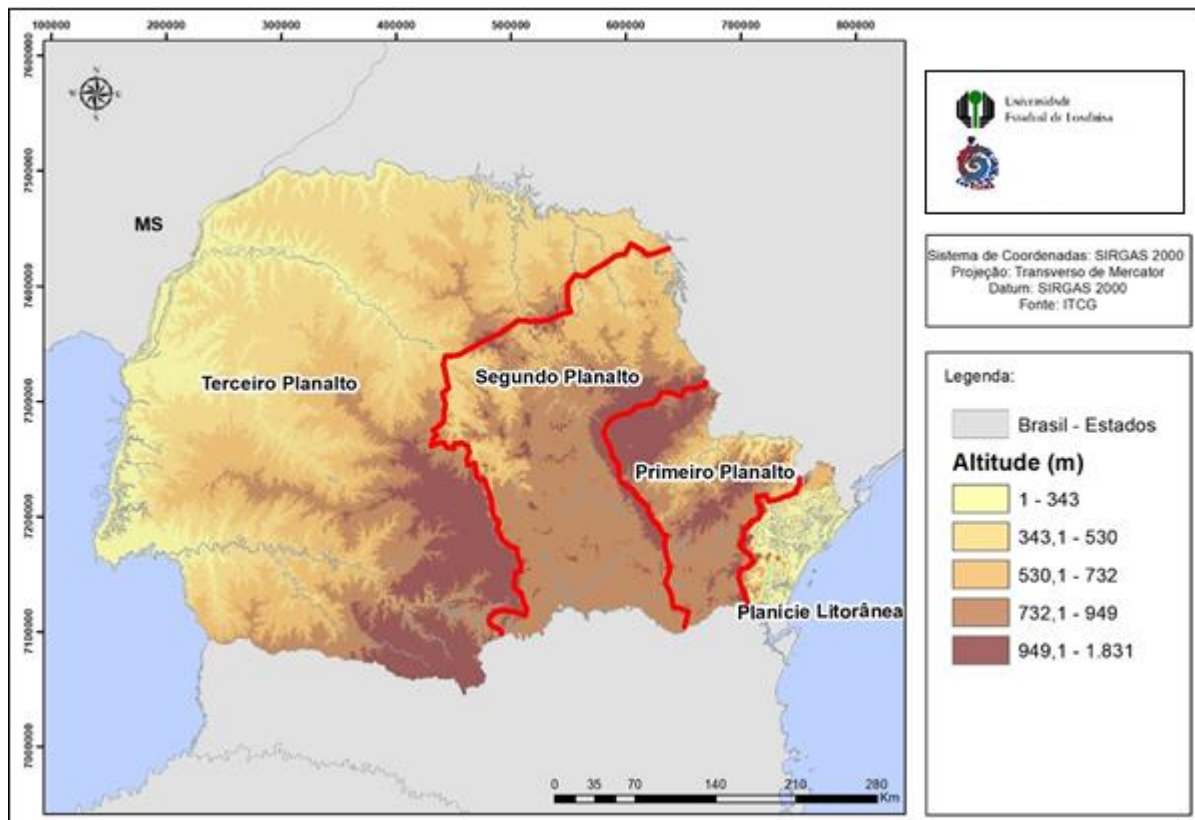 100000 200000 300000 400000 500000 600000 700000 800000
7600000
7500000
7400000
7300000
7200000
7100000
7000000
N
W E
S
MS
Terceiro Planalto
Segundo Planalto
Primeiro Planalto
Planície Litorânea
0 35 70 140 210 280
Km
Universidade
Estadual de Londrina
Sistema de Coordenadas: SIRGAS 2000
Projeção: Transverso de Mercator
Datum: SIRGAS 2000
Fonte: ITCG
Legenda:
Brasil - Estados
Altitude (m)
1 - 343
343,1 - 530
530,1 - 732
732,1 - 949
949,1 - 1.831